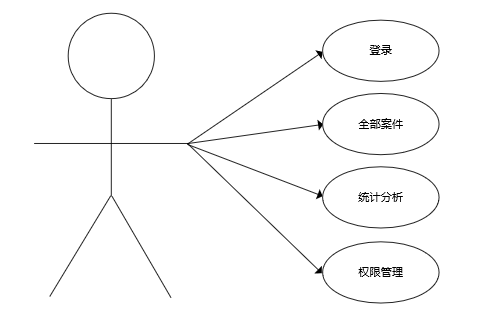 登录
全部案件
统计分析
权限管理